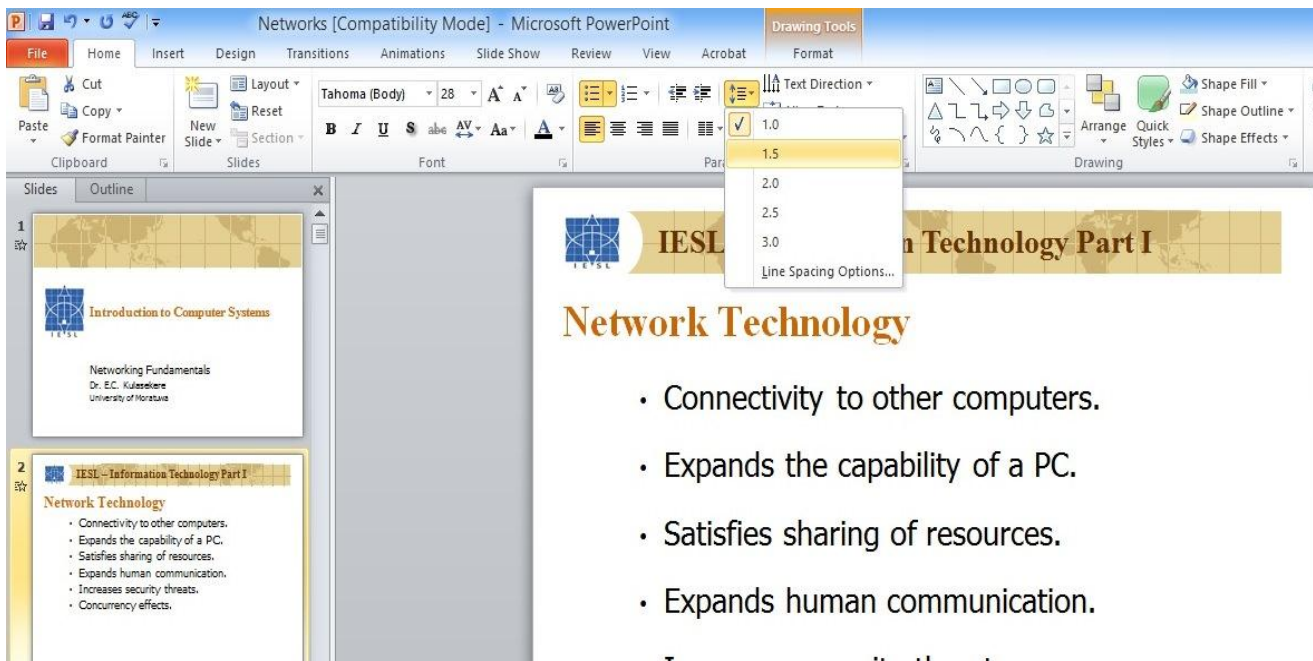 Networks [Compatibility Mode] - Microsoft PowerPoint
Drawing Tools
File Home Insert Design Transitions Animations Slide Show Review View Acrobat Format
Paste
Cut
Copy
Format Painter
Clipboard
New Slide
Layout
Reset
Section
Slides
Tahoma (Body) 28
B I U S abc AV Aa A
Font
Text Direction
1.0
1.5
2.0
2.5
3.0
Line Spacing Options...
Arrange
Quick Styles
Shape Fill
Shape Outline
Shape Effects
Drawing
Slides Outline
1
Introduction to Computer Systems
IESL
Networking Fundamentals
Dr. E.C. Kulasekere
University of Moratuwa
2
IESL – Information Technology Part I
Network Technology
• Connectivity to other computers.
• Expands the capability of a PC.
• Satisfies sharing of resources.
• Expands human communication.
• Increases security threats.
• Concurrency effects.
IESL
IESL n Technology Part I
Network Technology
• Connectivity to other computers.
• Expands the capability of a PC.
• Satisfies sharing of resources.
• Expands human communication.